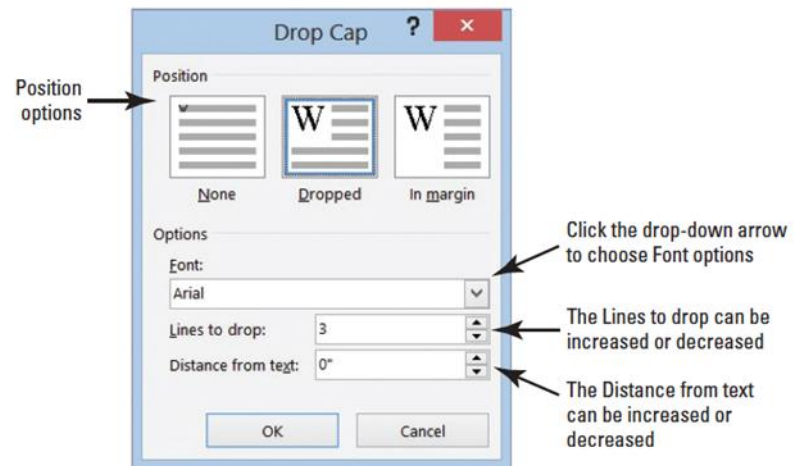 Drop Cap ?
Position
Position
options
W
W
None Dropped In margin
Options
Click the drop-down arrow
to choose Font options
Font:
Arial
Lines to drop: 3
The Lines to drop can be
increased or decreased
Distance from text: 0"
The Distance from text
can be increased or
decreased
OK Cancel